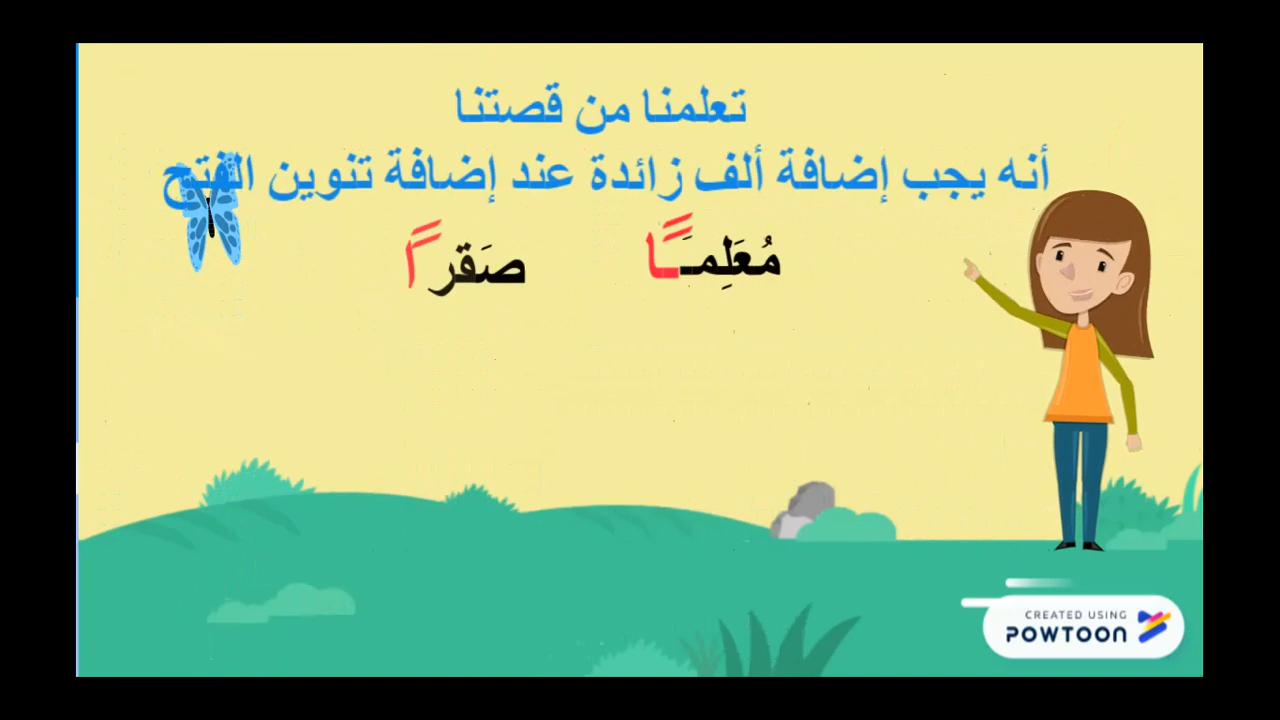 تعلمنا من قصتنا
أنه يجب إضافة ألف زائدة عند إضافة تنوين الفتح
مُعَلِمـَـًـا صَقرًا
CREATED USING
POWTOON